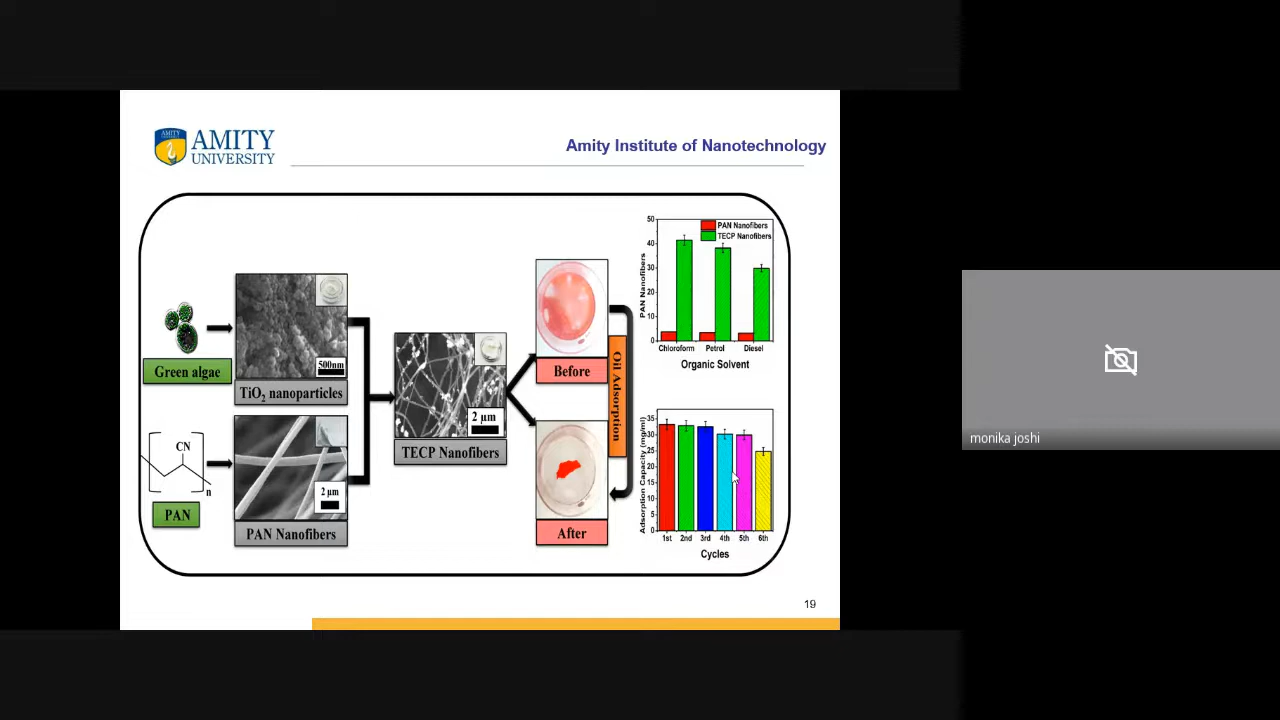 AMITY
AMITY
UNIVERSITY
Amity Institute of Nanotechnology
Green algae
500nm
TiO2 nanoparticles
CN
n
PAN
2 μm
PAN Nanofibers
2 μm
TECP Nanofibers
Before
Oil Adsorption
After
PAN Nanofibers
50
40
30
20
10
0
PAN Nanofibers
TECP Nanofibers
Chloroform Petrol Diesel
Organic Solvent
Adsorption Capacity (mg/ml)
35
30
25
20
15
10
5
0
1st 2nd 3rd 4th 5th 6th
Cycles
19
monika joshi